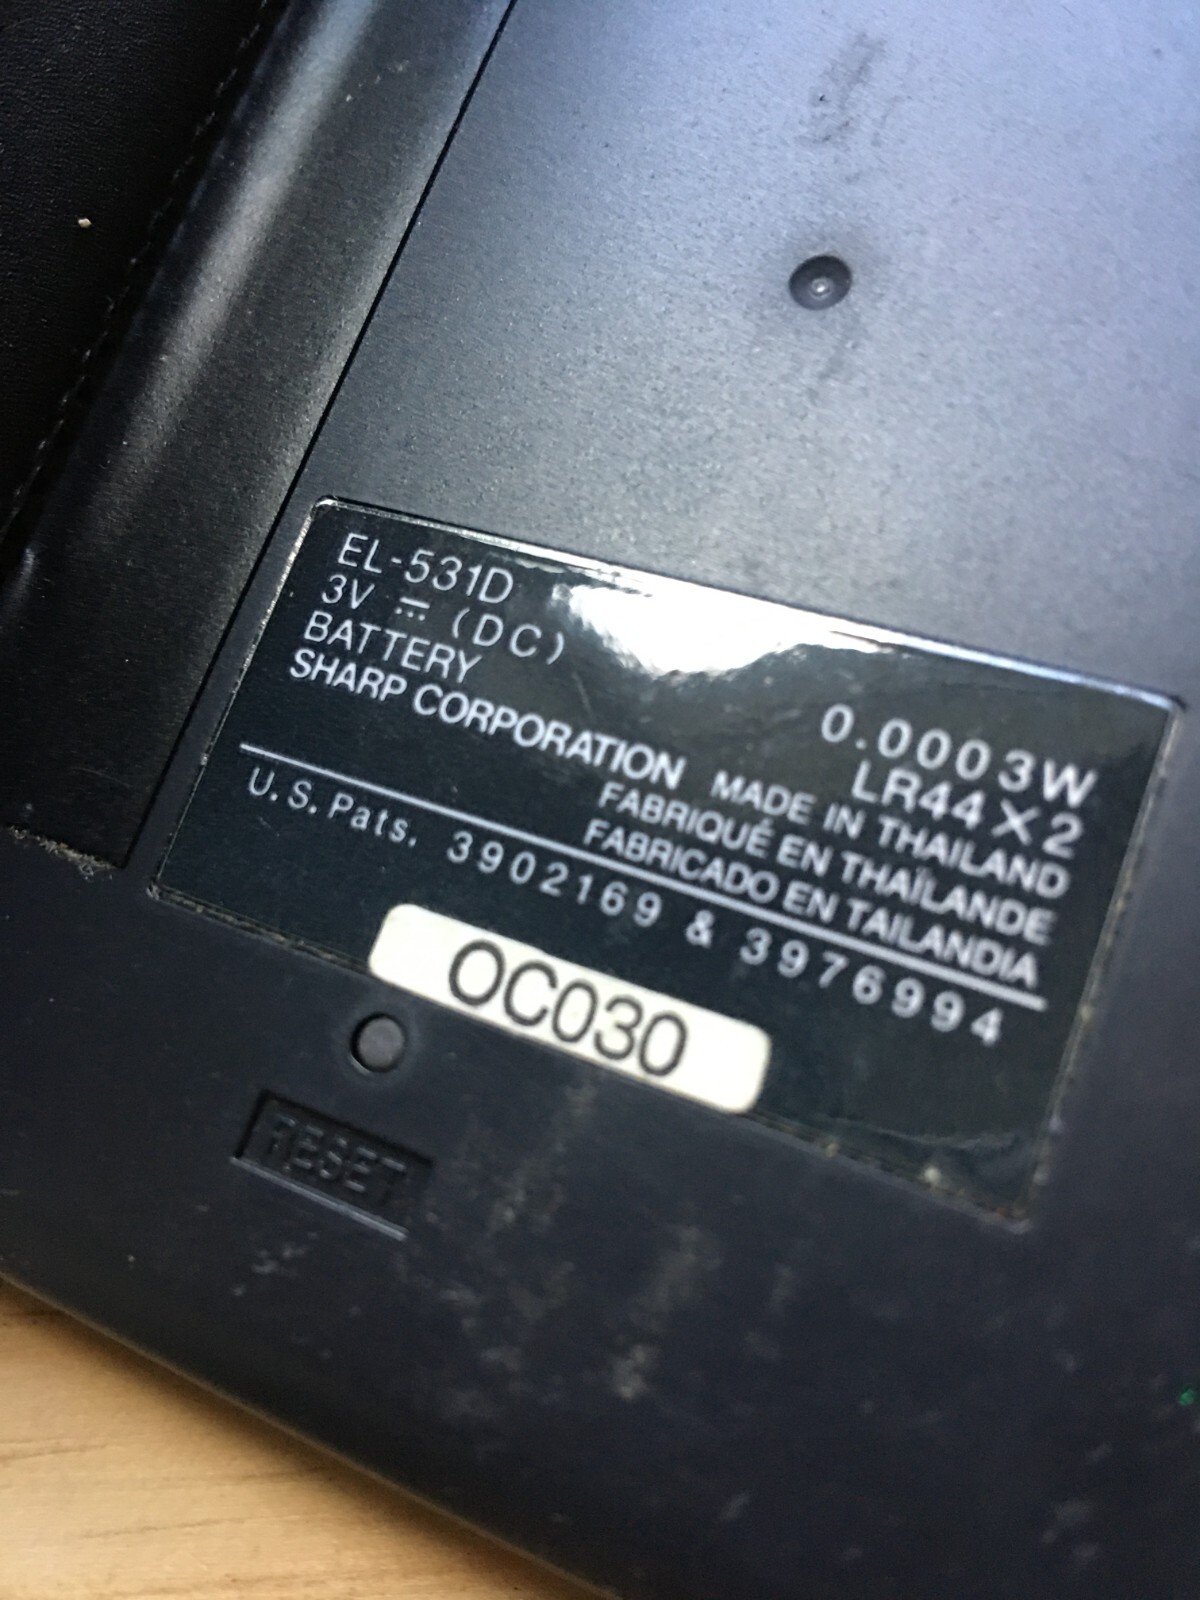 EL-531D
3V ⎓ (DC) 0.0003W
BATTERY LR44×2
SHARP CORPORATION MADE IN THAILAND
FABRIQUÉ EN THAÏLANDE
FABRICADO EN TAILANDIA
U.S.Pats. 3902169 & 3976994
OC030
RESET